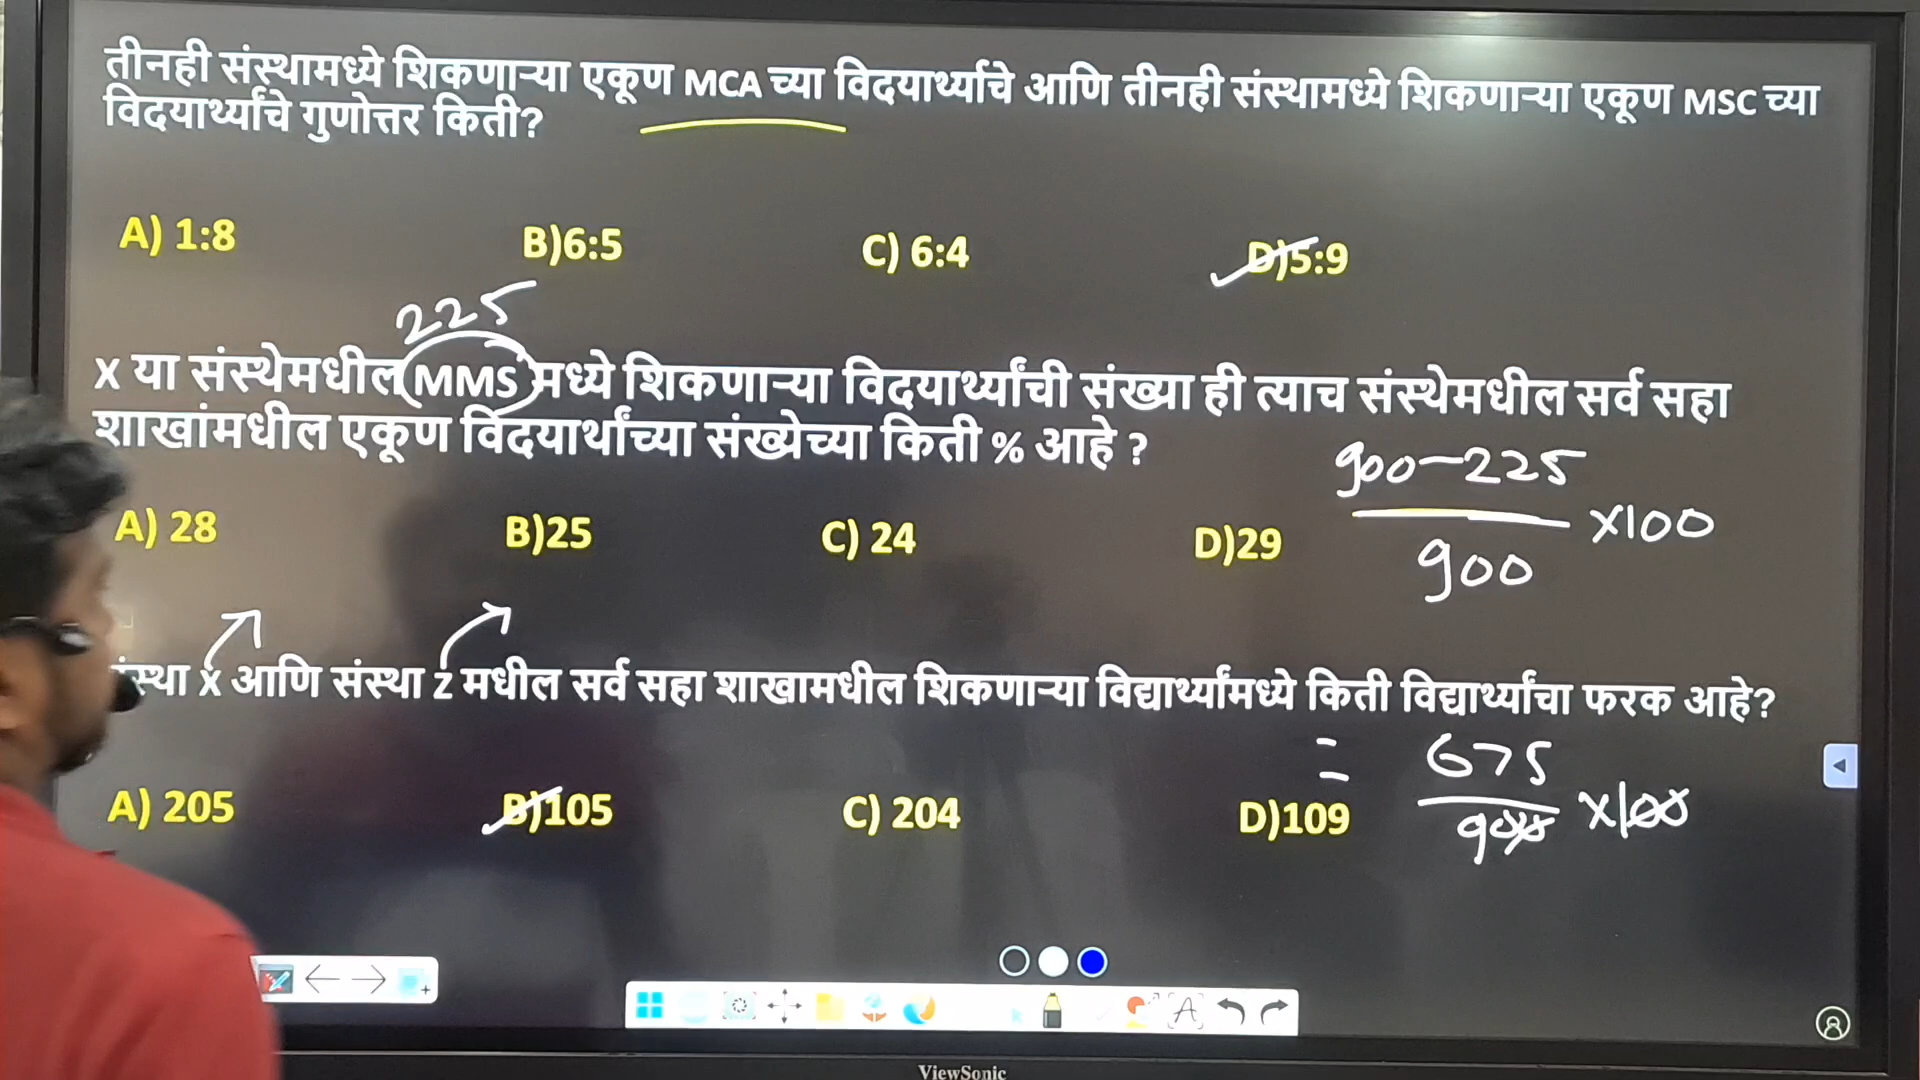 तीनही संस्थामध्ये शिकणाऱ्या एकूण MCA च्या विदयार्थ्याचे आणि तीनही संस्थामध्ये शिकणाऱ्या एकूण MSC च्या
विदयार्थ्यांचे गुणोत्तर किती?
A) 1:8 B)6:5 C) 6:4 D)5:9
225
X या संस्थेमधील MMS मध्ये शिकणाऱ्या विदयार्थ्यांची संख्या ही त्याच संस्थेमधील सर्व सहा
शाखांमधील एकूण विदयार्थांच्या संख्येच्या किती % आहे ?
900-225
A) 28 B)25 C) 24 D)29 x100
900
x आणि संस्था z मधील सर्व सहा शाखामधील शिकणाऱ्या विद्यार्थ्यांमध्ये किती विद्यार्थ्यांचा फरक आहे?
= 675
A) 205 B)105 C) 204 D)109 x100
900
A
ViewSonic